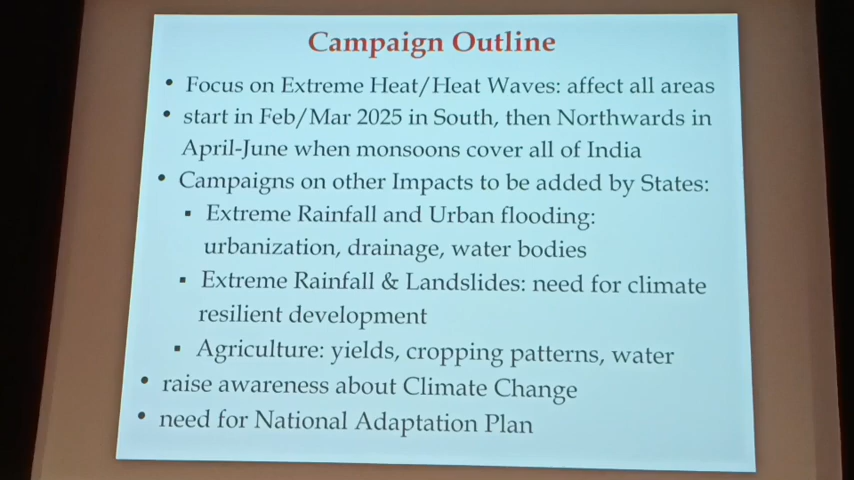 Campaign Outline
• Focus on Extreme Heat/Heat Waves: affect all areas
• start in Feb/Mar 2025 in South, then Northwards in
April-June when monsoons cover all of India
• Campaigns on other Impacts to be added by States:
▪ Extreme Rainfall and Urban flooding:
urbanization, drainage, water bodies
▪ Extreme Rainfall & Landslides: need for climate
resilient development
▪ Agriculture: yields, cropping patterns, water
• raise awareness about Climate Change
• need for National Adaptation Plan